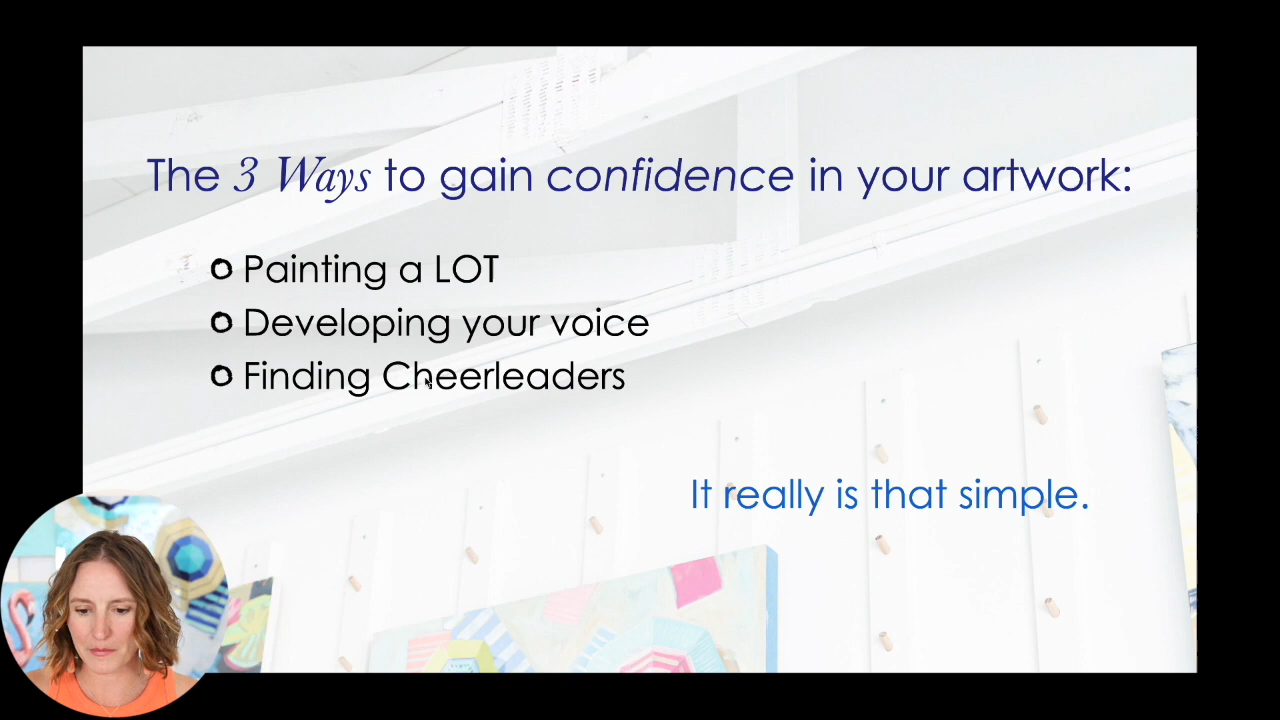 The 3 Ways to gain confidence in your artwork:
Painting a LOT
Developing your voice
Finding Cheerleaders
It really is that simple.